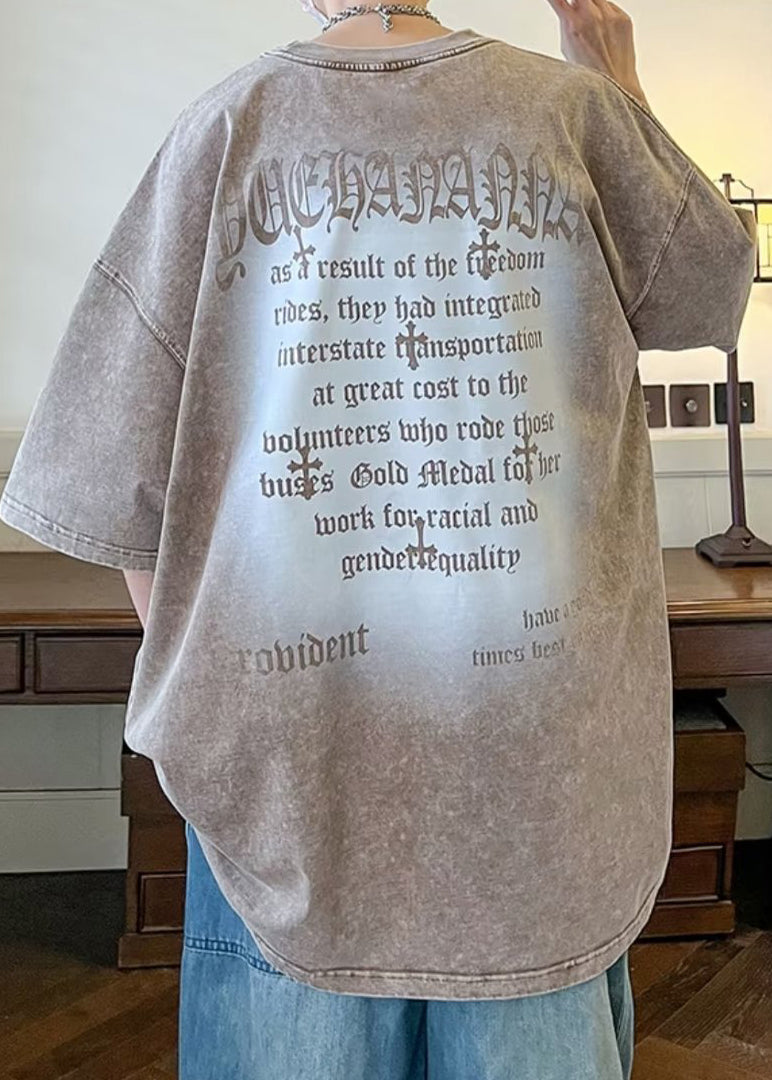 YUEHANANNA
as a result of the freedom
rides, they had integrated
interstate transportation
at great cost to the
volunteers who rode those
buses Gold Medal for her
work for racial and
gender equality
rovident
have a
times best